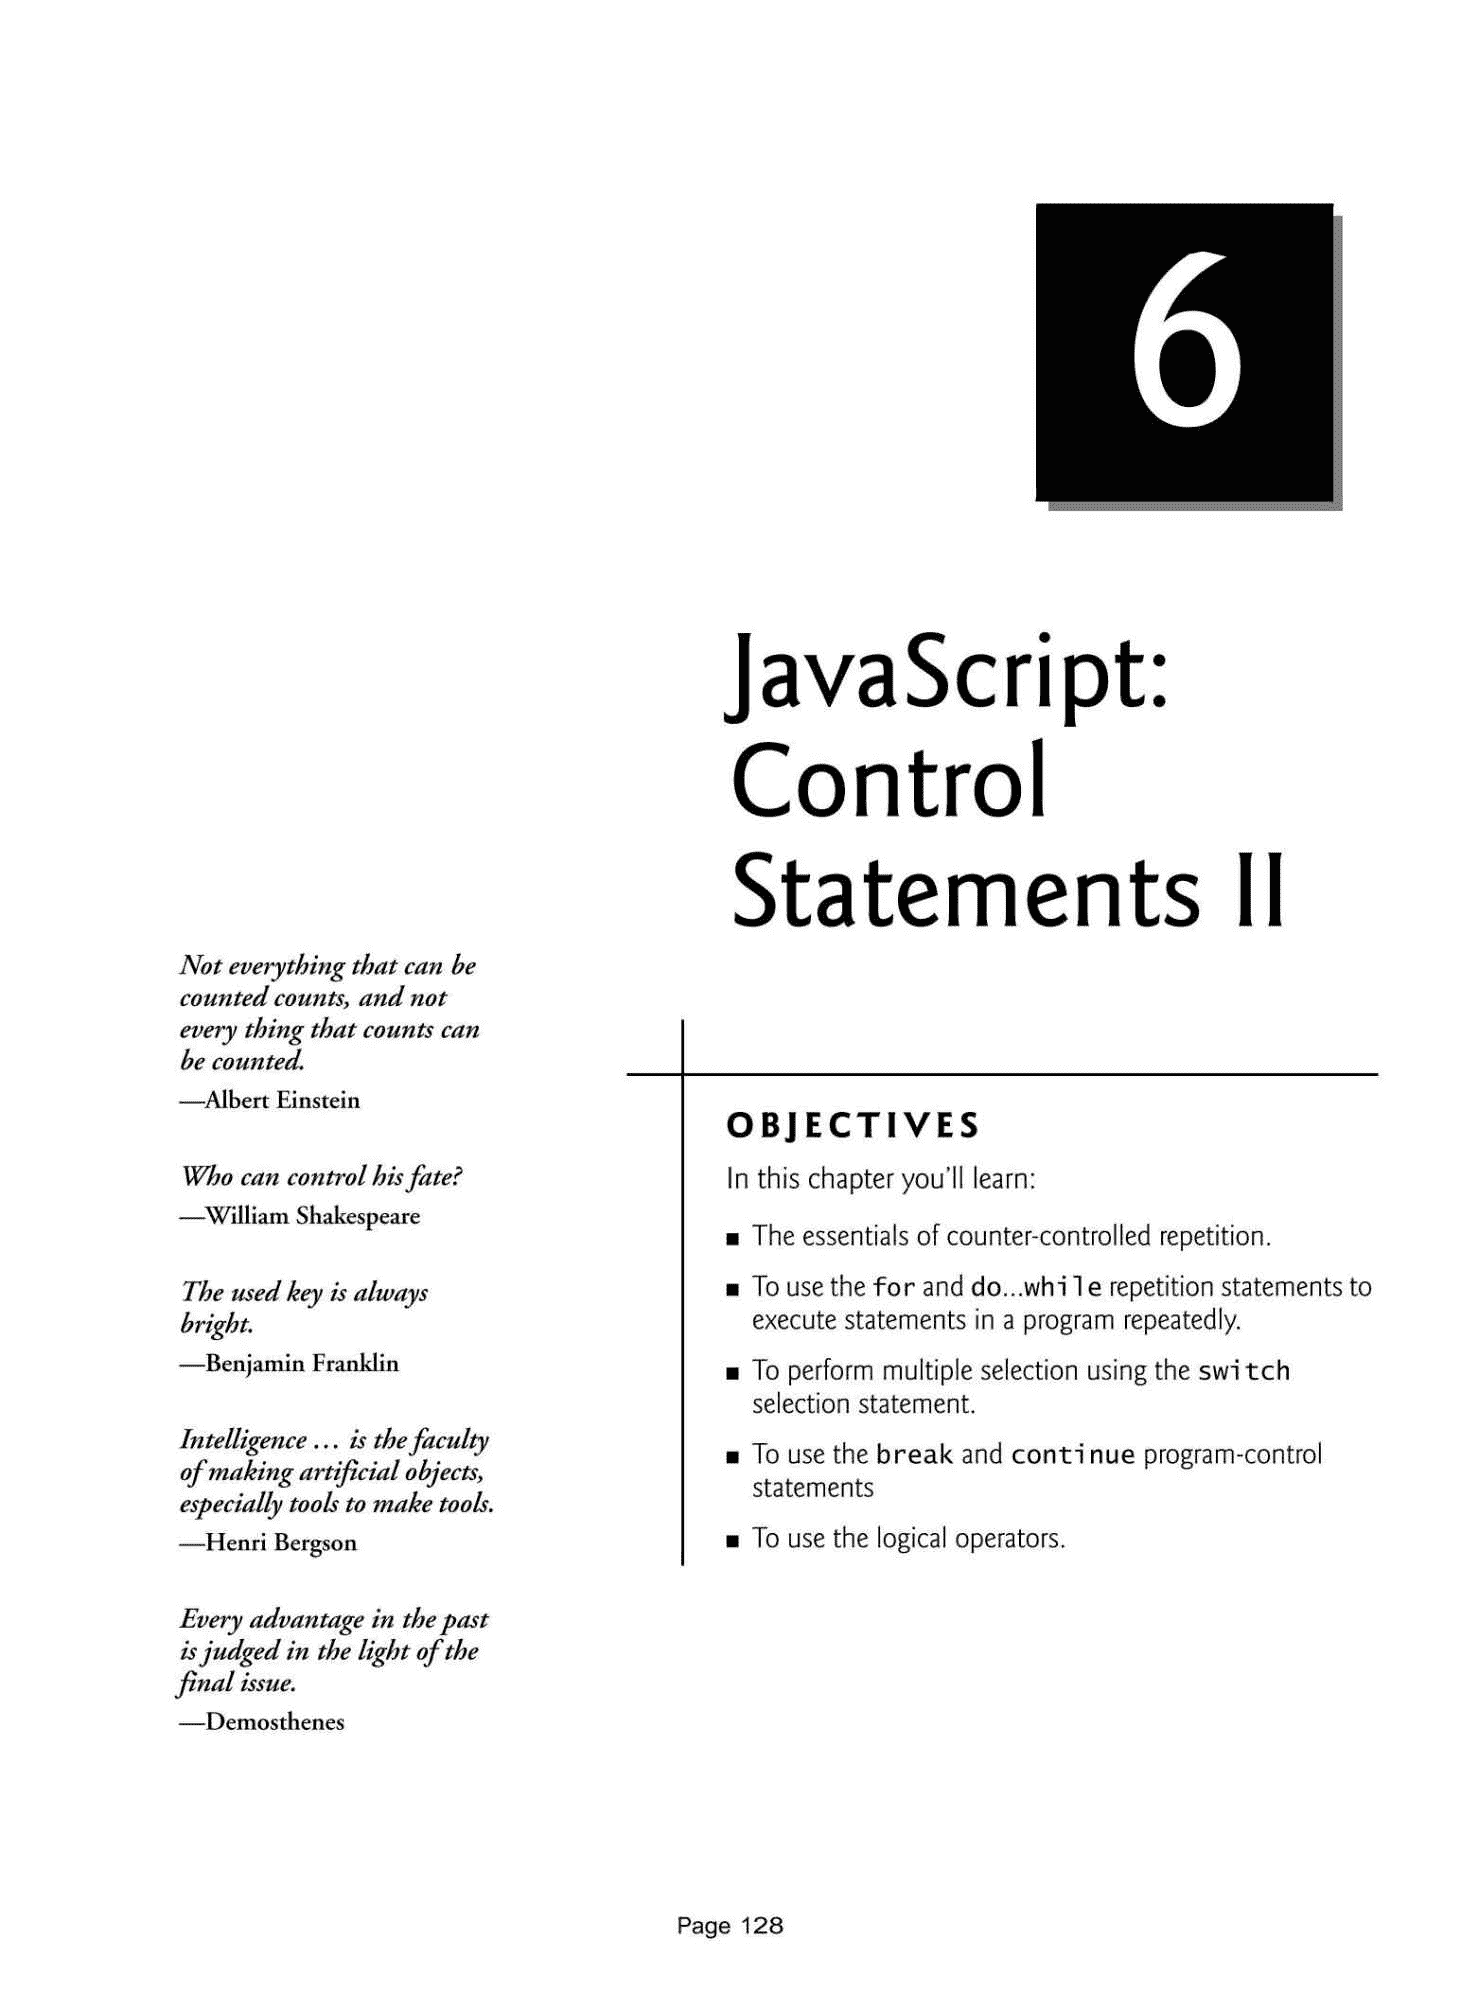 6
JavaScript:
Control
Statements II
Not everything that can be
counted counts, and not
every thing that counts can
be counted.
—Albert Einstein
Who can control his fate?
—William Shakespeare
The used key is always
bright.
—Benjamin Franklin
Intelligence … is the faculty
of making artificial objects,
especially tools to make tools.
—Henri Bergson
Every advantage in the past
is judged in the light of the
final issue.
—Demosthenes
OBJECTIVES
In this chapter you'll learn:
■ The essentials of counter-controlled repetition.
■ To use the for and do…while repetition statements to
execute statements in a program repeatedly.
■ To perform multiple selection using the switch
selection statement.
■ To use the break and continue program-control
statements
■ To use the logical operators.
Page 128